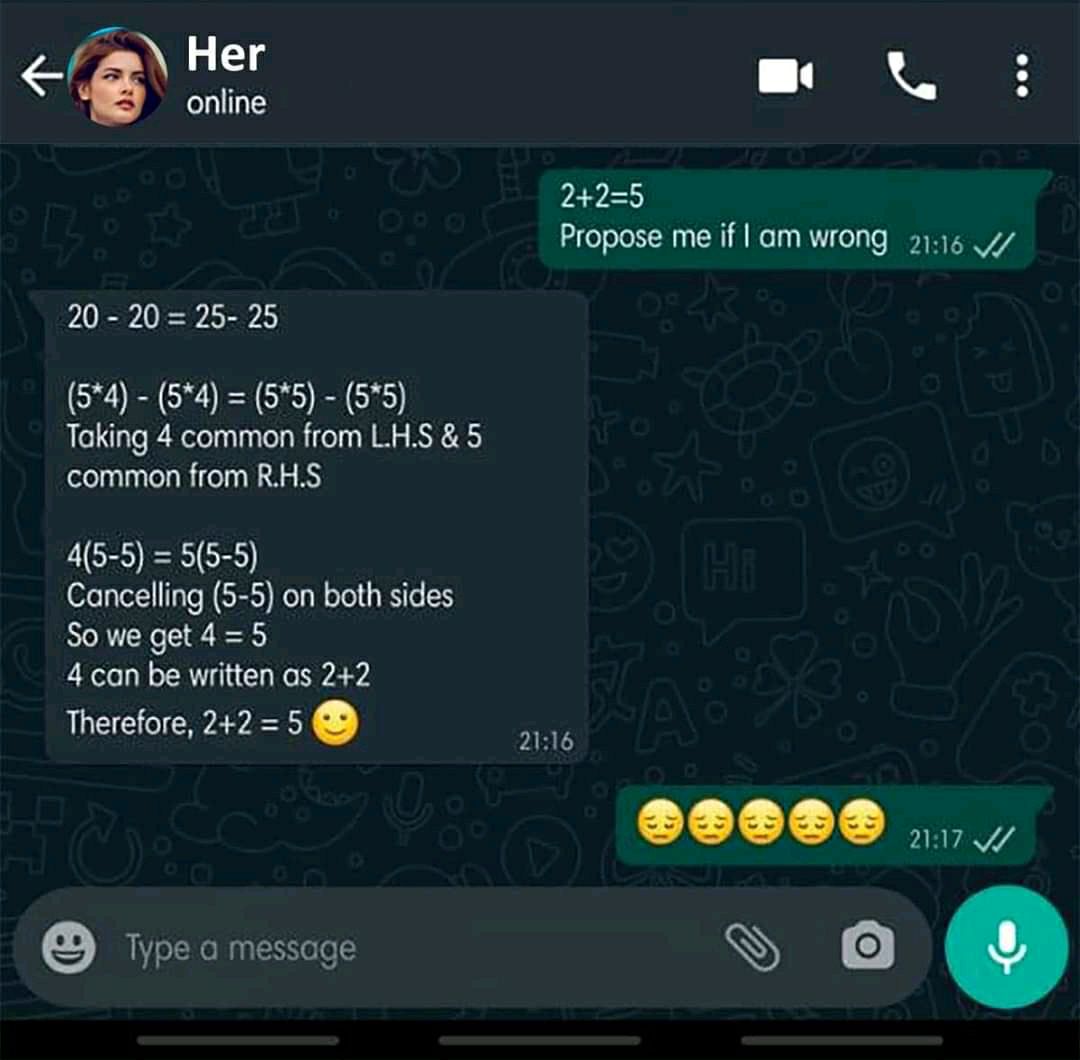 Her
online
2+2=5
Propose me if I am wrong 21:16
20 - 20 = 25- 25
(5*4) - (5*4) = (5*5) - (5*5)
Taking 4 common from L.H.S & 5
common from R.H.S
4(5-5) = 5(5-5)
Cancelling (5-5) on both sides
So we get 4 = 5
4 can be written as 2+2
Therefore, 2+2 = 5 🙂
21:16
😔😔😔😔😔 21:17
Hi
A
Type a message